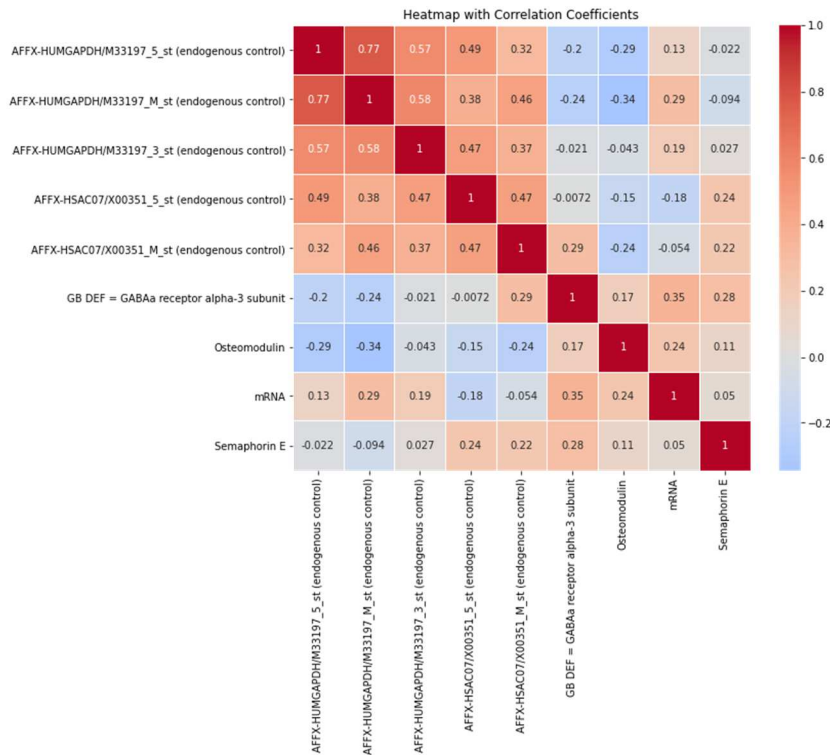 Heatmap with Correlation Coefficients
AFFX-HUMGAPDH/M33197_5_st (endogenous control) 1 0.77 0.57 0.49 0.32 -0.2 -0.29 0.13 -0.022
AFFX-HUMGAPDH/M33197_M_st (endogenous control) 0.77 1 0.58 0.38 0.46 -0.24 -0.34 0.29 -0.094
AFFX-HUMGAPDH/M33197_3_st (endogenous control) 0.57 0.58 1 0.47 0.37 -0.021 -0.043 0.19 0.027
AFFX-HSAC07/X00351_5_st (endogenous control) 0.49 0.38 0.47 1 0.47 -0.0072 -0.15 -0.18 0.24
AFFX-HSAC07/X00351_M_st (endogenous control) 0.32 0.46 0.37 0.47 1 0.29 -0.24 -0.054 0.22
GB DEF = GABAa receptor alpha-3 subunit -0.2 -0.24 -0.021 -0.0072 0.29 1 0.17 0.35 0.28
Osteomodulin -0.29 -0.34 -0.043 -0.15 -0.24 0.17 1 0.24 0.11
mRNA 0.13 0.29 0.19 -0.18 -0.054 0.35 0.24 1 0.05
Semaphorin E -0.022 -0.094 0.027 0.24 0.22 0.28 0.11 0.05 1
AFFX-HUMGAPDH/M33197_5_st (endogenous control)
AFFX-HUMGAPDH/M33197_M_st (endogenous control)
AFFX-HUMGAPDH/M33197_3_st (endogenous control)
AFFX-HSAC07/X00351_5_st (endogenous control)
AFFX-HSAC07/X00351_M_st (endogenous control)
GB DEF = GABAa receptor alpha-3 subunit
Osteomodulin
mRNA
Semaphorin E
1.0
0.8
0.6
0.4
0.2
0.0
−0.2